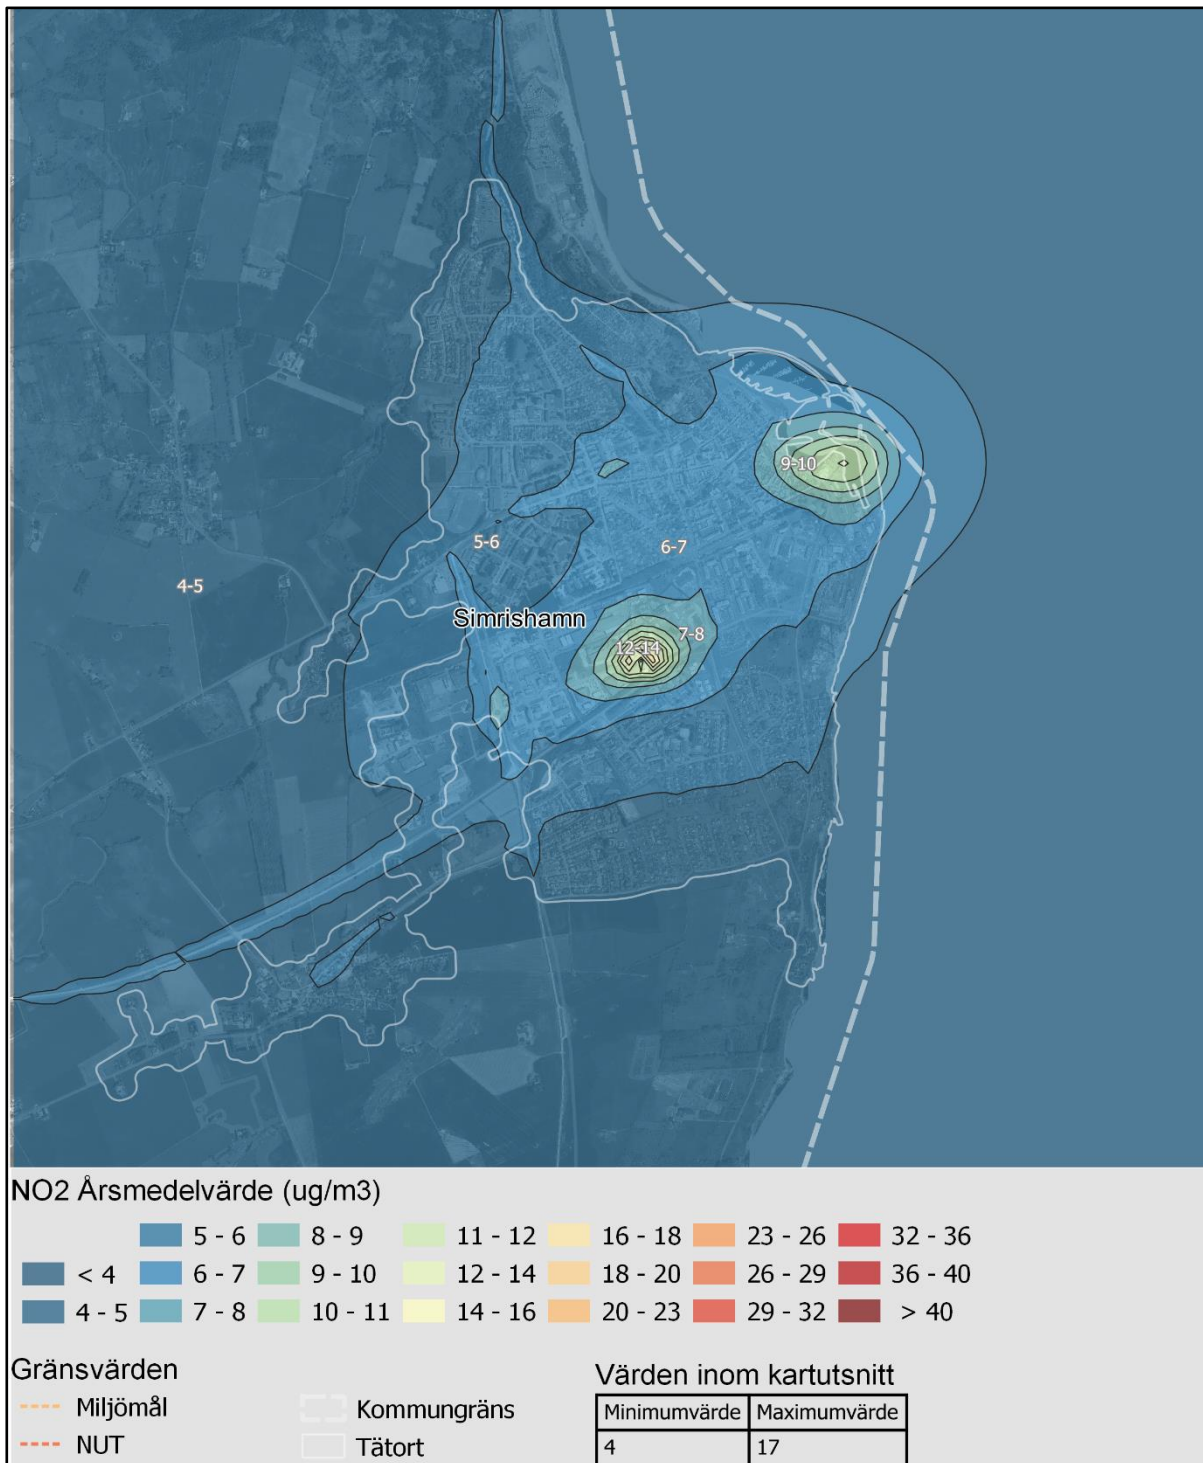 9-10
5-6
6-7
4-5
Simrishamn
7-8
12-14
NO2 Årsmedelvärde (ug/m3)
5 - 6 8 - 9 11 - 12 16 - 18 23 - 26 32 - 36
< 4 6 - 7 9 - 10 12 - 14 18 - 20 26 - 29 36 - 40
4 - 5 7 - 8 10 - 11 14 - 16 20 - 23 29 - 32 > 40
Gränsvärden
Miljömål
NUT
Kommungräns
Tätort
Värden inom kartutsnitt
Minimumvärde Maximumvärde
4 17